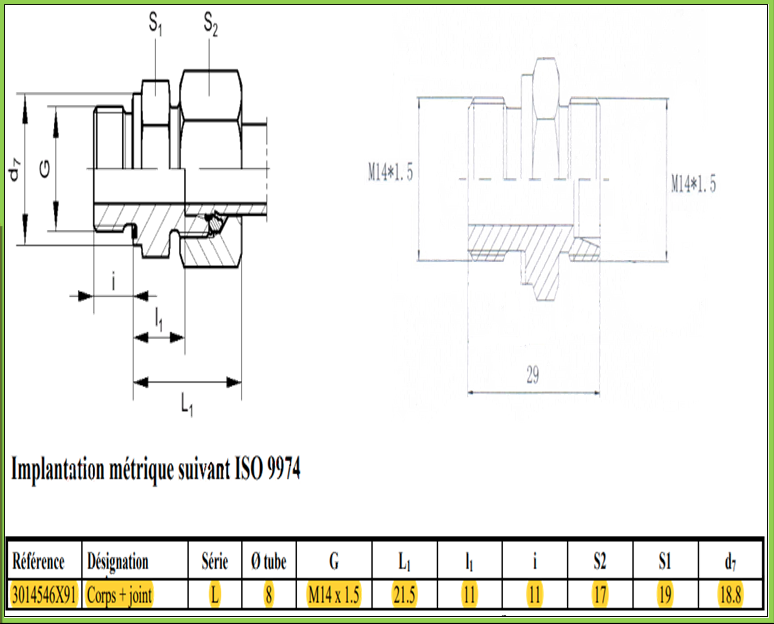 S1 S2
d7
G
i
l1
L1
M14*1.5
M14*1.5
29
Implantation métrique suivant ISO 9974
Référence Désignation Série Ø tube G L1 l1 i S2 S1 d7
3014546X91 Corps + joint L 8 M14 x 1.5 21.5 11 11 17 19 18.8